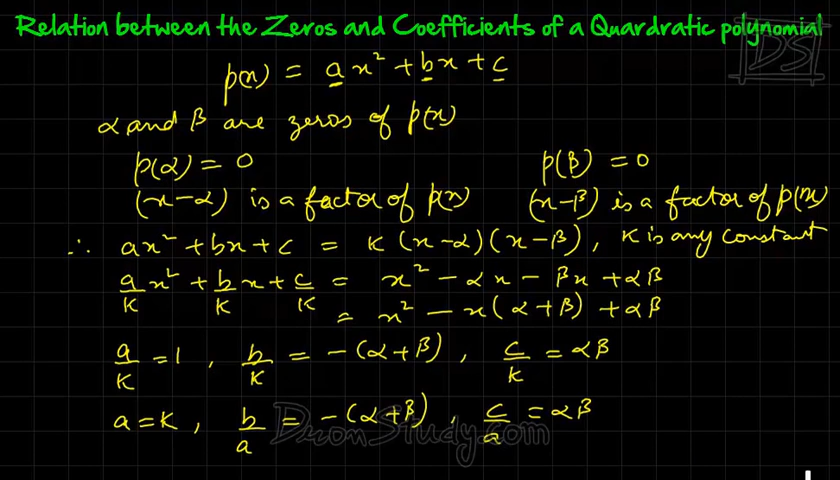 Relation between the Zeros and Coefficients of a Quardratic polynomial
DS
p(x) = ax² + bx + c
α and β are zeros of p(x)
p(α) = 0 p(β) = 0
(x-α) is a factor of p(x) (x-β) is a factor of p(x)
∴ ax² + bx + c = K (x-α)(x-β), K is any constant
a/K x² + b/K x + c/K = x² - αx - βx + αβ
= x² - x(α+β) + αβ
a/K = 1, b/K = -(α+β), c/K = αβ
a = K, b/a = -(α+β), c/a = αβ
DronStudy.com